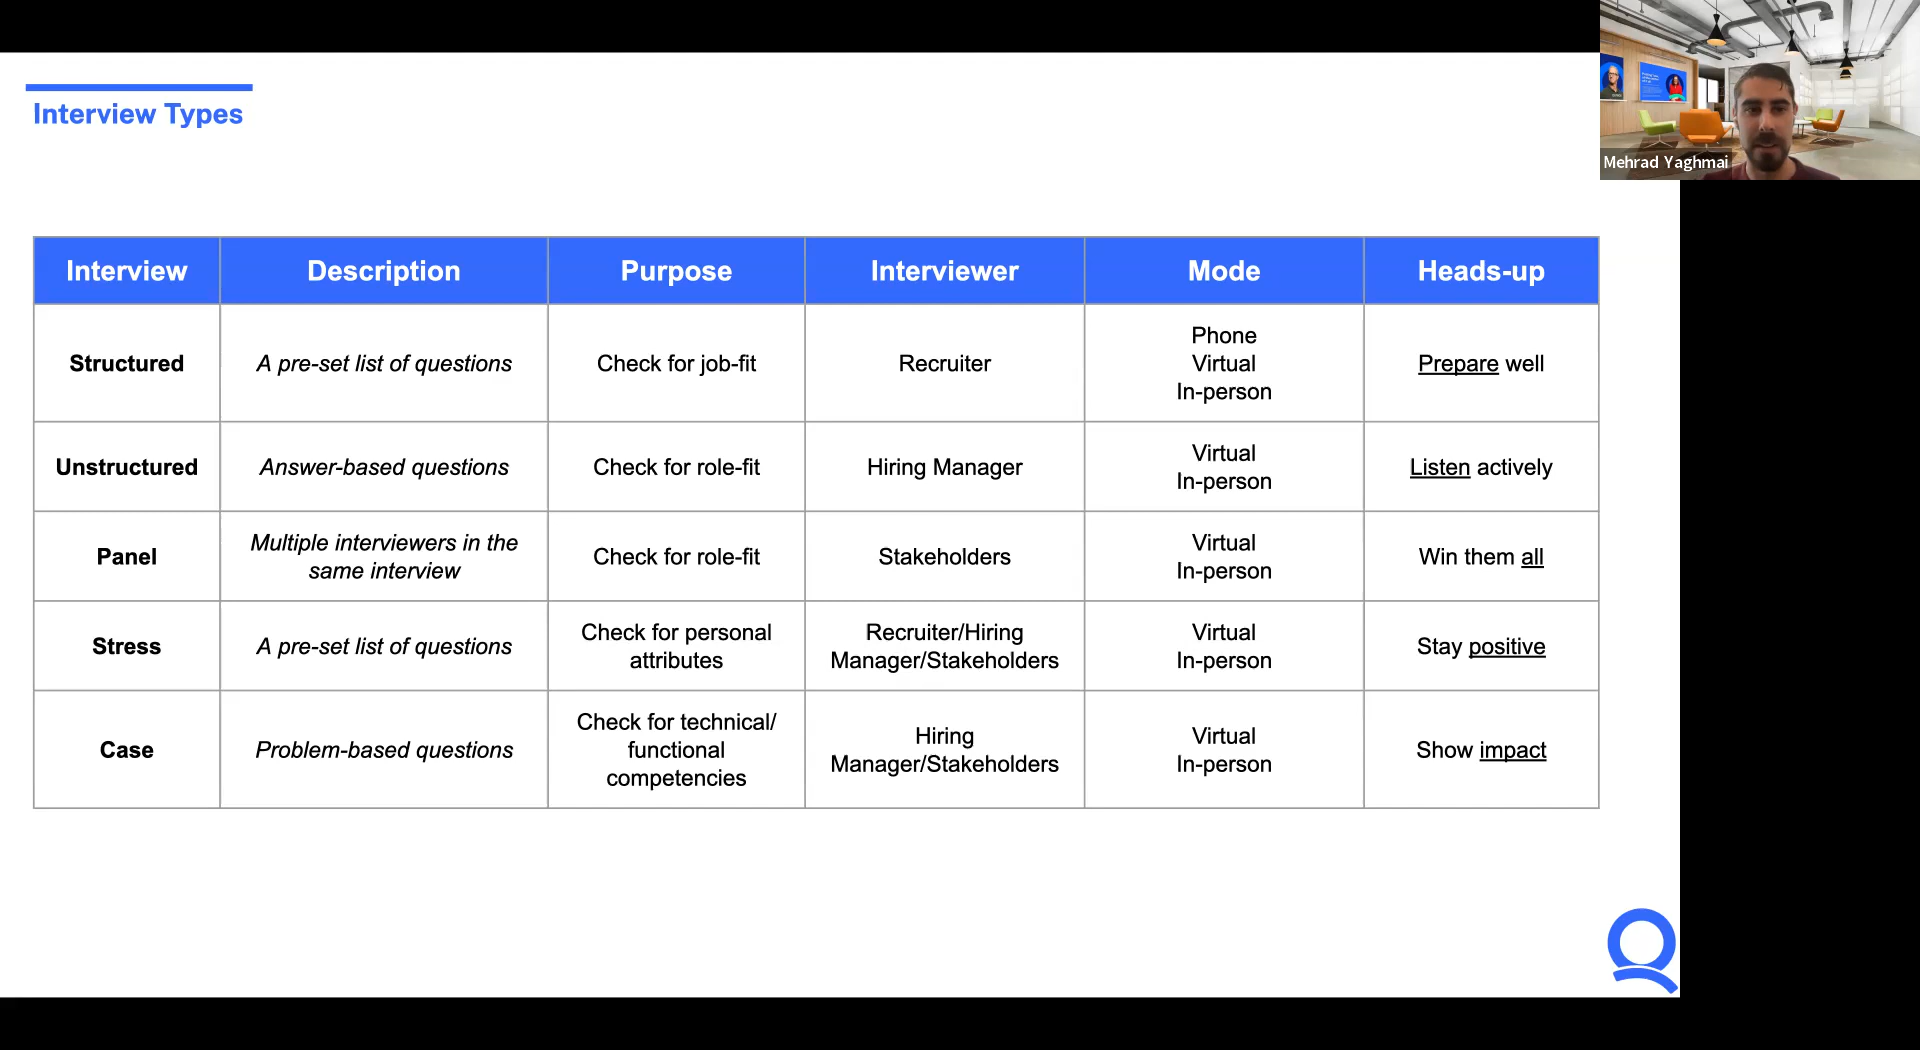 Interview Types
Mehrad Yaghmai
Interview Description Purpose Interviewer Mode Heads-up
Structured
A pre-set list of questions
Check for job-fit
Recruiter
Phone
Virtual
In-person
Prepare well
Unstructured
Answer-based questions
Check for role-fit
Hiring Manager
Virtual
In-person
Listen actively
Panel
Multiple interviewers in the
same interview
Check for role-fit
Stakeholders
Virtual
In-person
Win them all
Stress
A pre-set list of questions
Check for personal
attributes
Recruiter/Hiring
Manager/Stakeholders
Virtual
In-person
Stay positive
Case
Problem-based questions
Check for technical/
functional
competencies
Hiring
Manager/Stakeholders
Virtual
In-person
Show impact